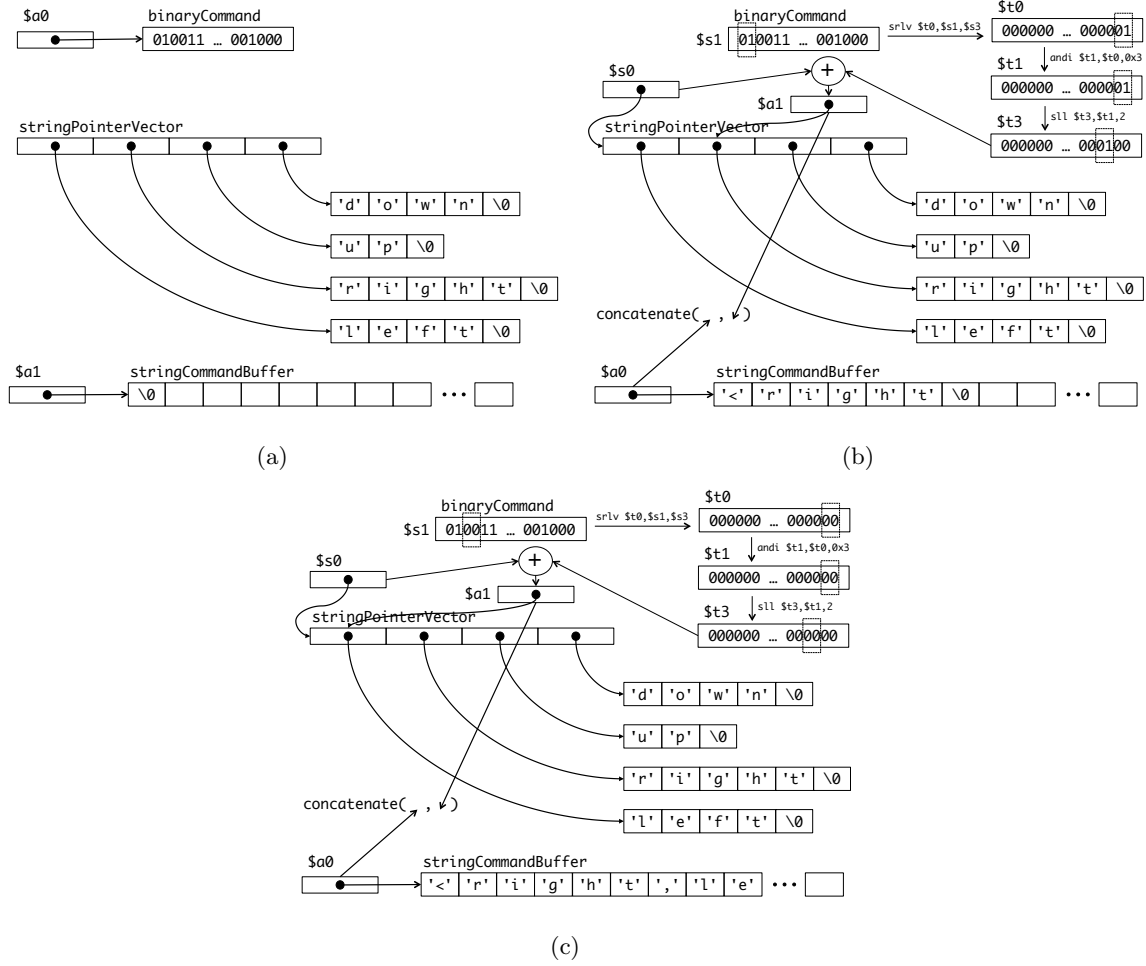 $a0 binaryCommand
010011 … 001000
stringPointerVector
'd' 'o' 'w' 'n' \0
'u' 'p' \0
'r' 'i' 'g' 'h' 't' \0
'l' 'e' 'f' 't' \0
$a1 stringCommandBuffer
\0 •••
(a)
binaryCommand $t0
$s1 010011 … 001000 srlv $t0,$s1,$s3 000000 … 000001
andi $t1,$t0,0x3
$s0 + $t1
000000 … 000001
$a1 sll $t3,$t1,2
stringPointerVector $t3
000000 … 000100
'd' 'o' 'w' 'n' \0
'u' 'p' \0
'r' 'i' 'g' 'h' 't' \0
concatenate( , )
'l' 'e' 'f' 't' \0
$a0 stringCommandBuffer
'<' 'r' 'i' 'g' 'h' 't' \0 •••
(b)
binaryCommand $t0
$s1 010011 … 001000 srlv $t0,$s1,$s3 000000 … 000000
andi $t1,$t0,0x3
$s0 + $t1
000000 … 000000
$a1 sll $t3,$t1,2
stringPointerVector $t3
000000 … 000000
'd' 'o' 'w' 'n' \0
'u' 'p' \0
'r' 'i' 'g' 'h' 't' \0
concatenate( , )
'l' 'e' 'f' 't' \0
$a0 stringCommandBuffer
'<' 'r' 'i' 'g' 'h' 't' ',' 'l' 'e' •••
(c)